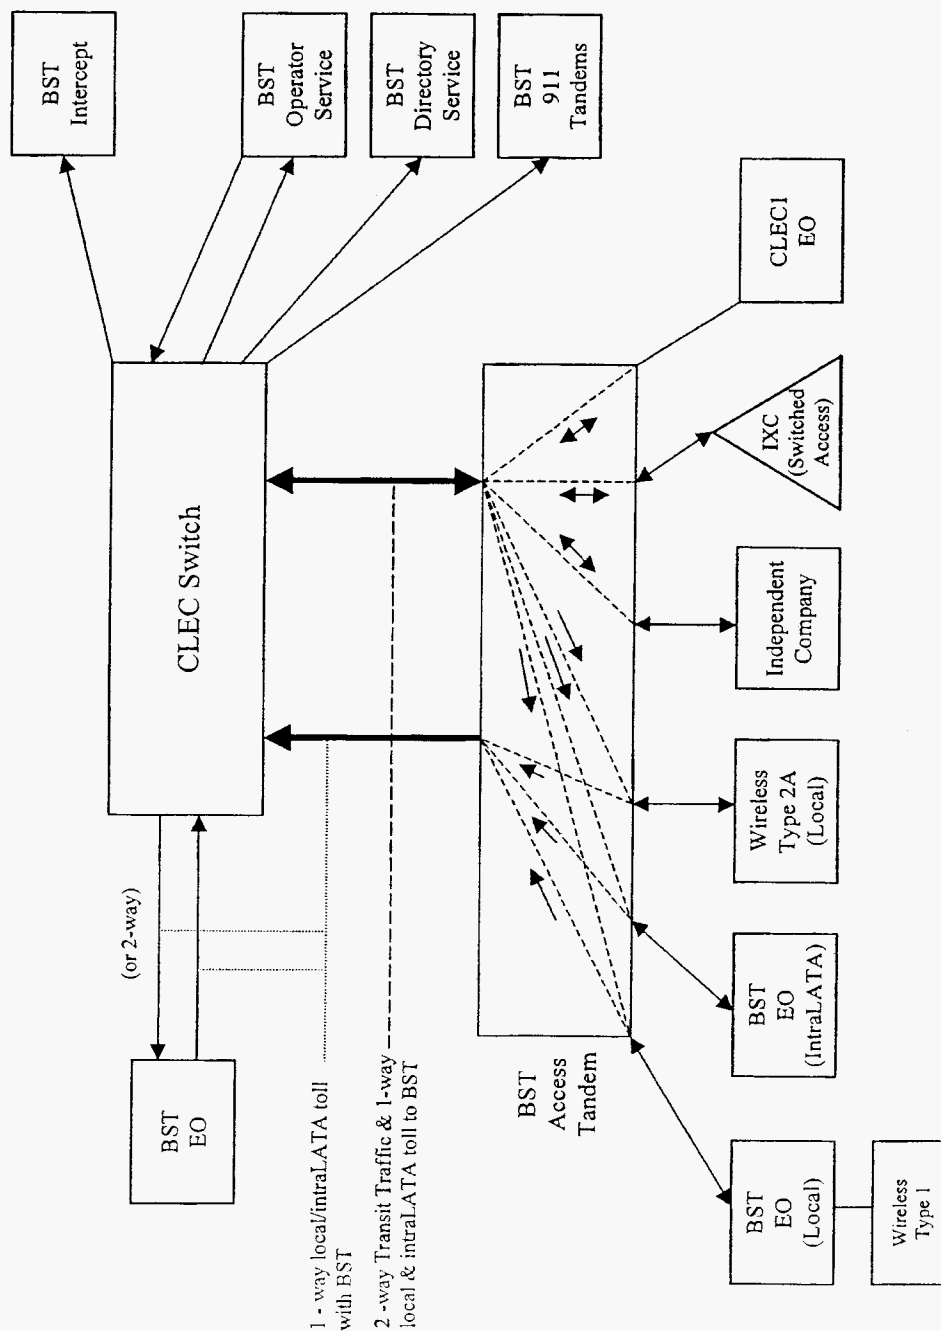 BST
Intercept
BST
Operator
Service
BST
Directory
Service
BST
911
Tandems
CLEC1
EO
CLEC Switch
IXC
(Switched
Access)
Independent
Company
Wireless
Type 2A
(Local)
(or 2-way)
BST
EO
(IntraLATA)
BST
EO
BST
Access
Tandem
1 - way local/intraLATA toll
with BST
2 -way Transit Traffic & 1-way
local & intraLATA toll to BST
BST
EO
(Local)
Wireless
Type 1